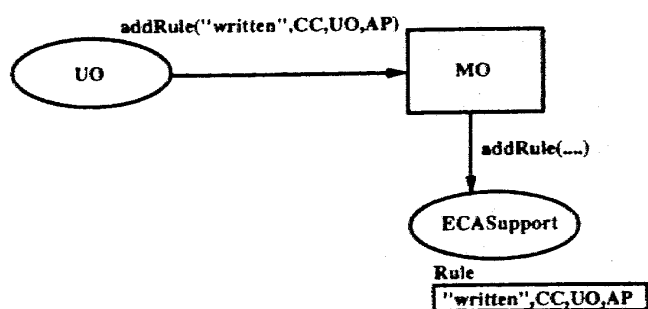 addRule("written",CC,UO,AP)
UO
MO
addRule(....)
ECASupport
Rule
"written",CC,UO,AP